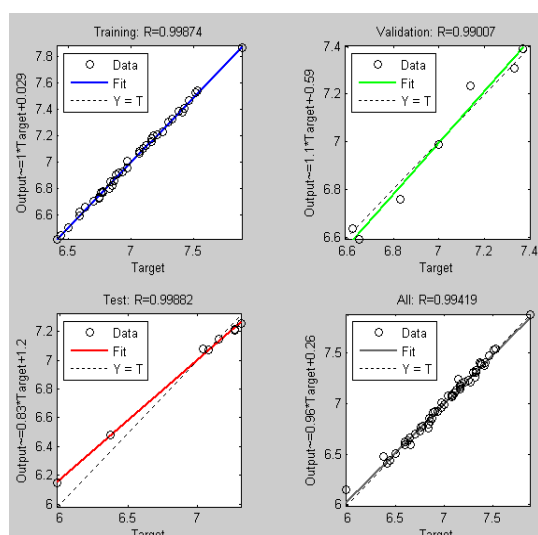 Training: R=0.99874
Output~=1*Target+0.029
7.8
7.6
7.4
7.2
7
6.8
6.6
Data
Fit
Y = T
6.5
7
7.5
Target
Validation: R=0.99007
Output~=1.1*Target+-0.59
7.4
7.2
7
6.8
6.6
Data
Fit
Y = T
6.6
6.8
7
7.2
7.4
Target
Test: R=0.99882
Output~=0.83*Target+1.2
7.2
7
6.8
6.6
6.4
6.2
6
Data
Fit
Y = T
6
6.5
7
Target
All: R=0.99419
Output~=0.96*Target+0.26
7.5
7
6.5
6
Data
Fit
Y = T
6
6.5
7
7.5
Target